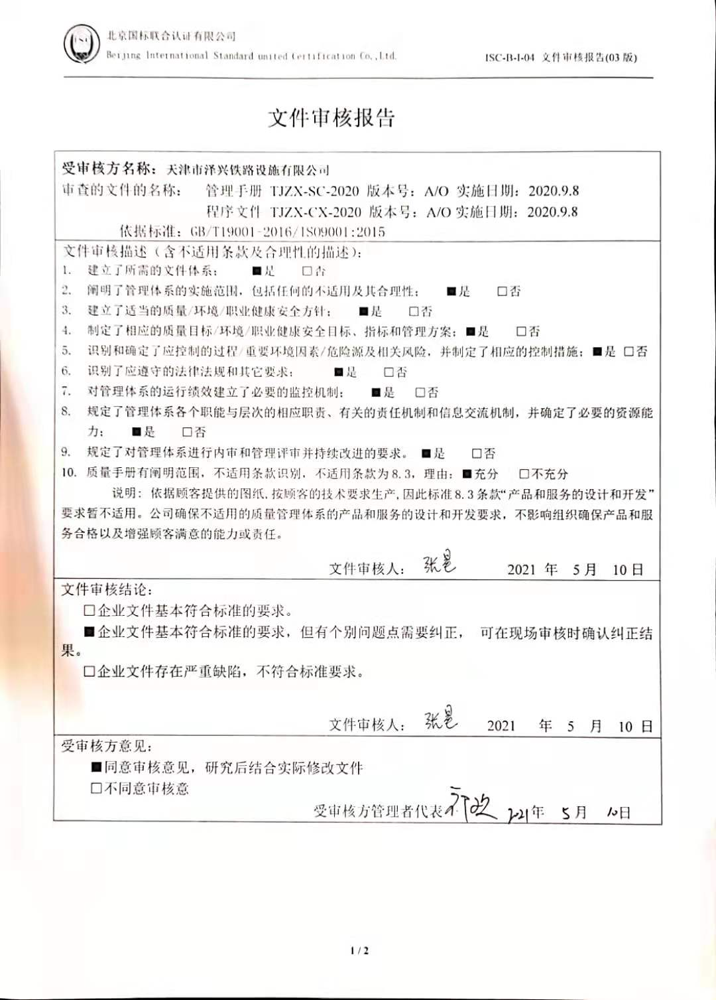 北京国标联合认证有限公司
Beijing International Standard united Certification Co.,Ltd.
ISC-B-I-04 文件审核报告(03版)
文件审核报告
受审核方名称：天津市泽兴铁路设施有限公司
审查的文件的名称： 管理手册 TJZX-SC-2020 版本号：A/O 实施日期：2020.9.8
程序文件 TJZX-CX-2020 版本号：A/O 实施日期：2020.9.8
依据标准：GB/T19001-2016/ISO9001:2015
文件审核描述（含不适用条款及合理性的描述）：
1. 建立了所需的文件体系； ■是 □否
2. 阐明了管理体系的实施范围，包括任何的不适用及其合理性； ■是 □否
3. 建立了适当的质量/环境/职业健康安全方针； ■是 □否
4. 制定了相应的质量目标/环境/职业健康安全目标、指标和管理方案；■是 □否
5. 识别和确定了应控制的过程/重要环境因素/危险源及相关风险，并制定了相应的控制措施；■是 □否
6. 识别了应遵守的法律法规和其它要求； ■是 □否
7. 对管理体系的运行绩效建立了必要的监控机制； ■是 □否
8. 规定了管理体系各个职能与层次的相应职责、有关的责任机制和信息交流机制，并确定了必要的资源能
力； ■是 □否
9. 规定了对管理体系进行内审和管理评审并持续改进的要求。 ■是 □否
10. 质量手册有阐明范围，不适用条款识别，不适用条款为8.3，理由：■充分 □不充分
说明：依据顾客提供的图纸,按顾客的技术要求生产,因此标准8.3条款“产品和服务的设计和开发”
要求暂不适用。公司确保不适用的质量管理体系的产品和服务的设计和开发要求，不影响组织确保产品和服
务合格以及增强顾客满意的能力或责任。
文件审核人： 张 2021 年 5月 10日
文件审核结论：
□企业文件基本符合标准的要求。
■企业文件基本符合标准的要求，但有个别问题点需要纠正， 可在现场审核时确认纠正结
果。
□企业文件存在严重缺陷，不符合标准要求。
文件审核人： 张 2021 年 5 月 10 日
受审核方意见：
■同意审核意见，研究后结合实际修改文件
□不同意审核意
受审核方管理者代表 2021年 5月 10日
1 / 2